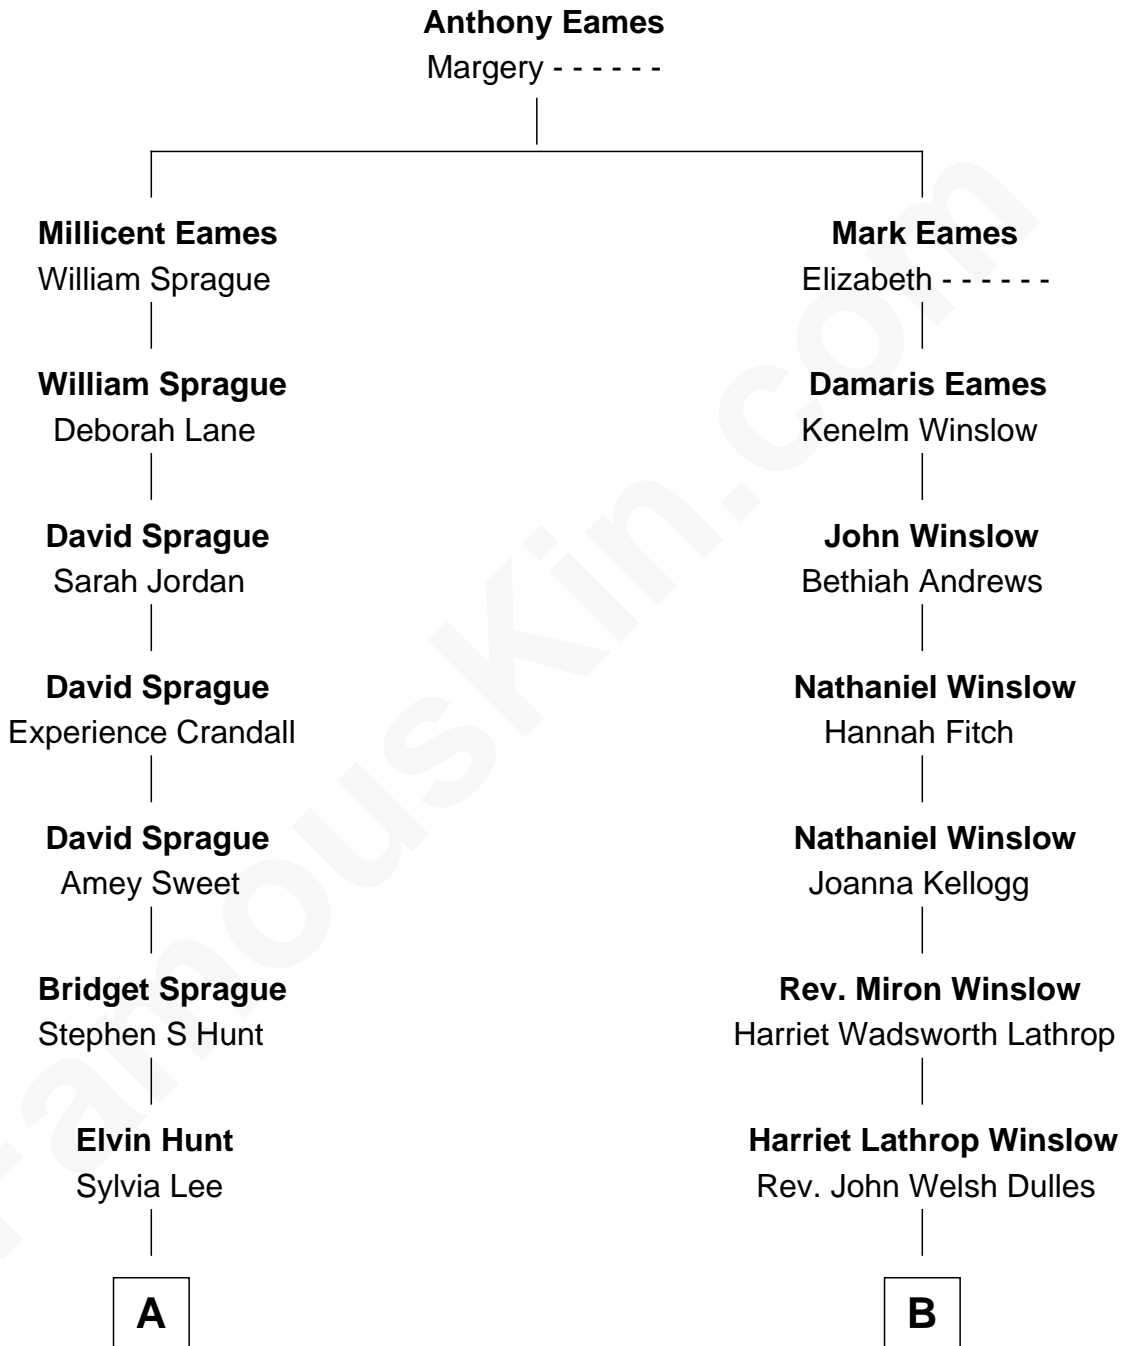 Anthony Eames
Margery - - - - - -
Millicent Eames
William Sprague
Mark Eames
Elizabeth - - - - - -
William Sprague
Deborah Lane
Damaris Eames
Kenelm Winslow
David Sprague
Sarah Jordan
John Winslow
Bethiah Andrews
David Sprague
Experience Crandall
Nathaniel Winslow
Hannah Fitch
David Sprague
Amey Sweet
Nathaniel Winslow
Joanna Kellogg
Bridget Sprague
Stephen S Hunt
Rev. Miron Winslow
Harriet Wadsworth Lathrop
Elvin Hunt
Sylvia Lee
Harriet Lathrop Winslow
Rev. John Welsh Dulles
A
B
FamousKin.com